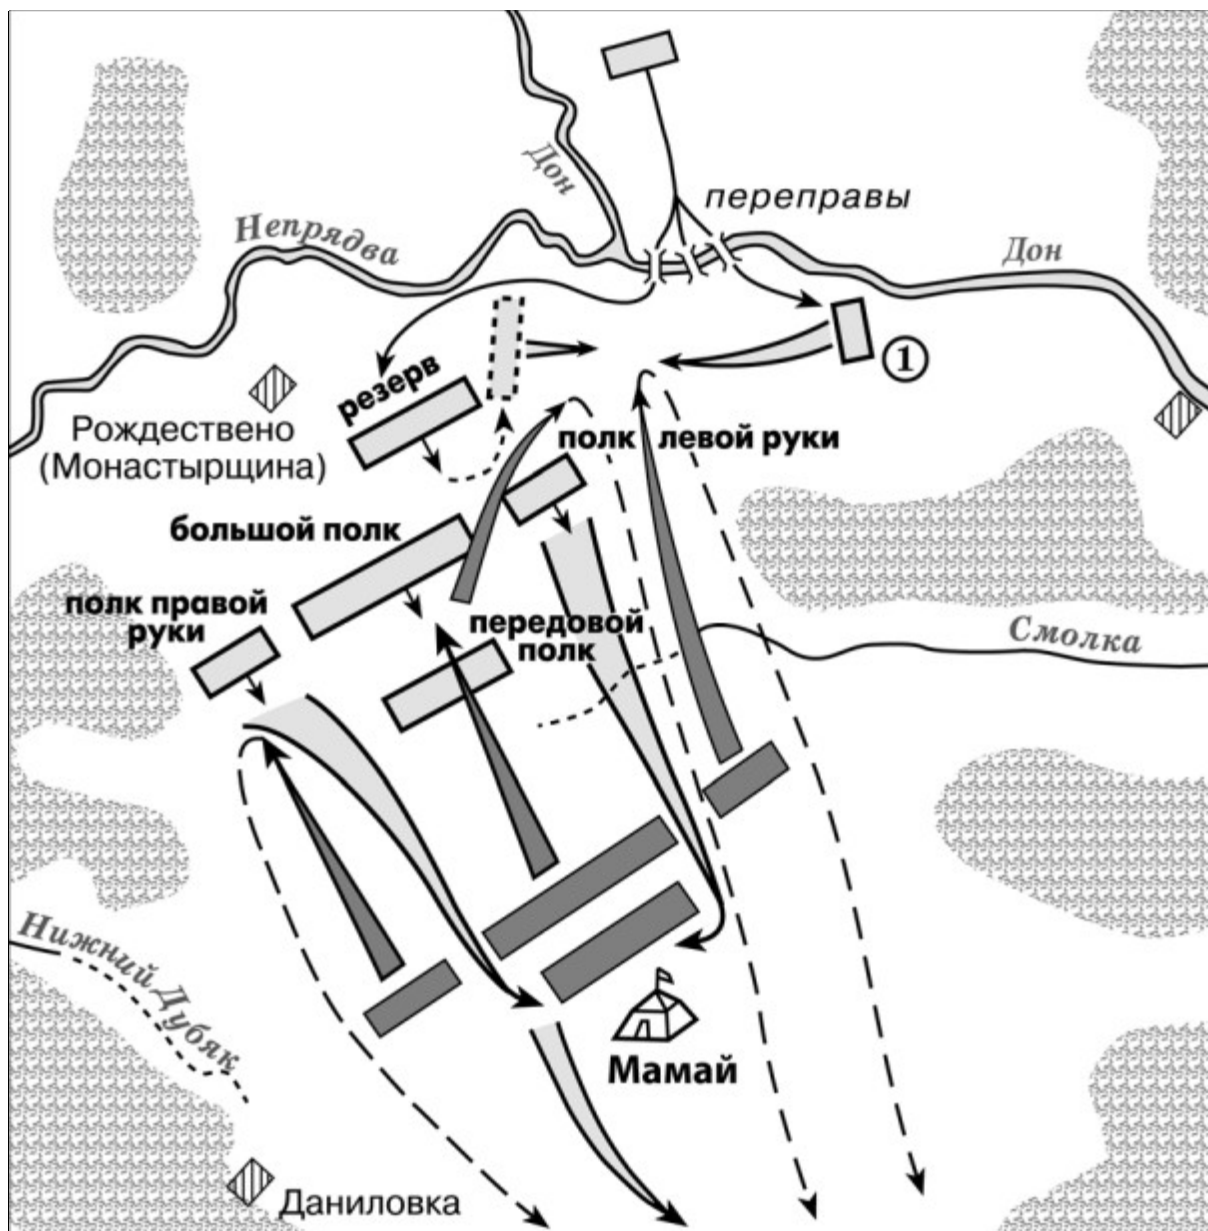 Дон
переправы
Непрядва
Дон
1
резерв
Рождествено
(Монастырщина)
полк левой руки
большой полк
полк правой
руки
передовой
полк
Смолка
Нижний Дубяк
Мамай
Даниловка